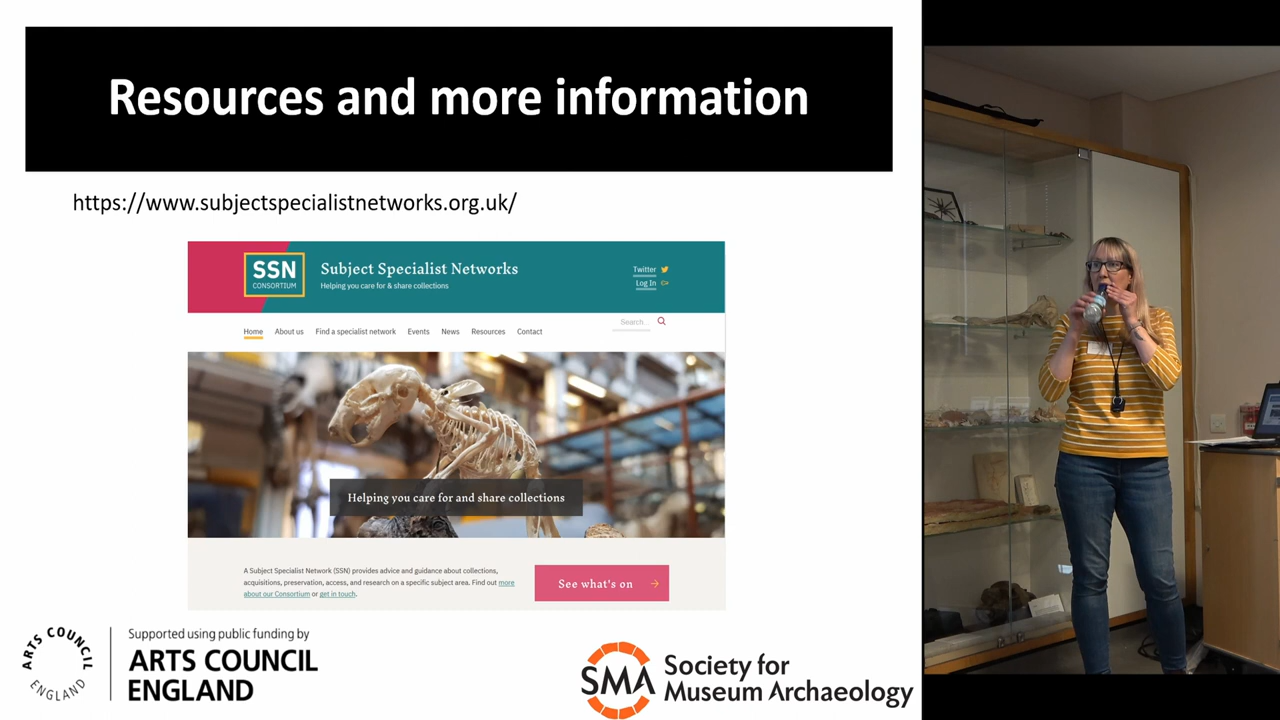 Resources and more information
https://www.subjectspecialistnetworks.org.uk/
SSN
CONSORTIUM
Subject Specialist Networks
Helping you care for & share collections
Twitter
Log In
Home About us Find a specialist network Events News Resources Contact
Search...
Helping you care for and share collections
A Subject Specialist Network (SSN) provides advice and guidance about collections,
acquisitions, preservation, access, and research on a specific subject area. Find out more
about our Consortium or get in touch.
See what's on
ARTS COUNCIL
ENGLAND
Supported using public funding by
ARTS COUNCIL
ENGLAND
SMA
Society for
Museum Archaeology